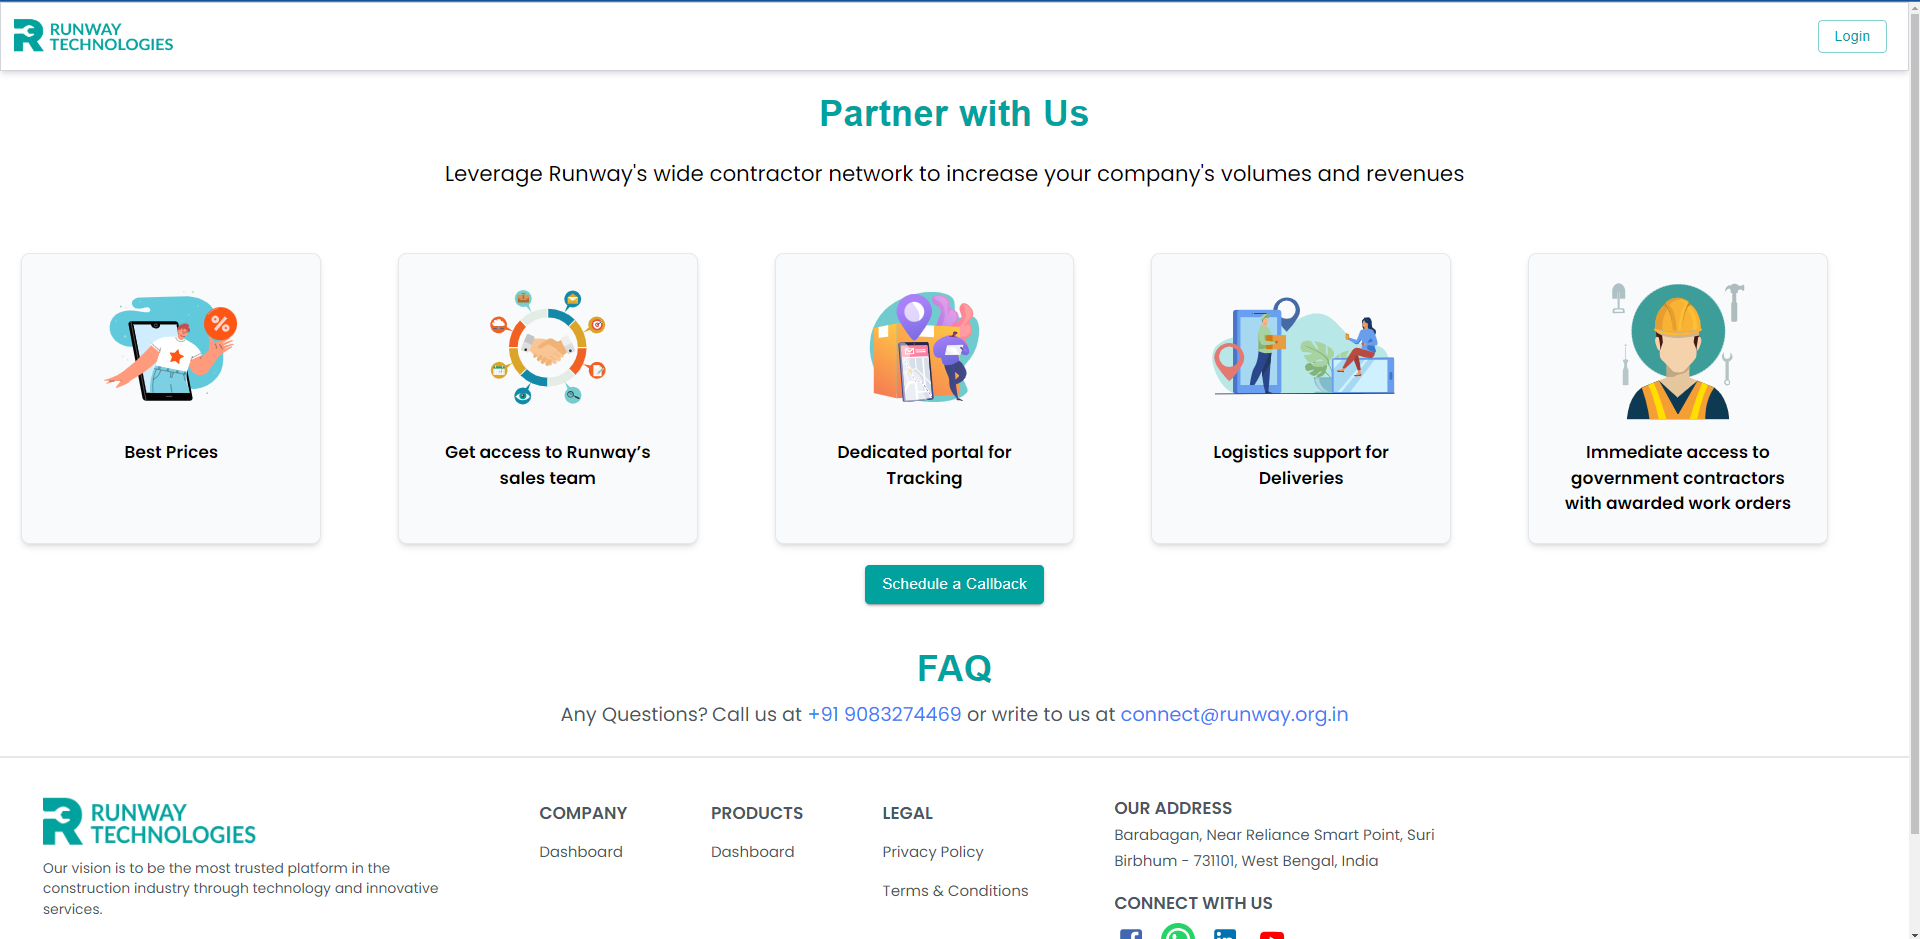 RUNWAY
TECHNOLOGIES
Login
Partner with Us
Leverage Runway's wide contractor network to increase your company's volumes and revenues
Best Prices
Get access to Runway’s
sales team
Dedicated portal for
Tracking
Logistics support for
Deliveries
Immediate access to
government contractors
with awarded work orders
Schedule a Callback
FAQ
Any Questions? Call us at +91 9083274469 or write to us at connect@runway.org.in
RUNWAY
TECHNOLOGIES
Our vision is to be the most trusted platform in the
construction industry through technology and innovative
services.
COMPANY
Dashboard
PRODUCTS
Dashboard
LEGAL
Privacy Policy
Terms & Conditions
OUR ADDRESS
Barabagan, Near Reliance Smart Point, Suri
Birbhum - 731101, West Bengal, India
CONNECT WITH US